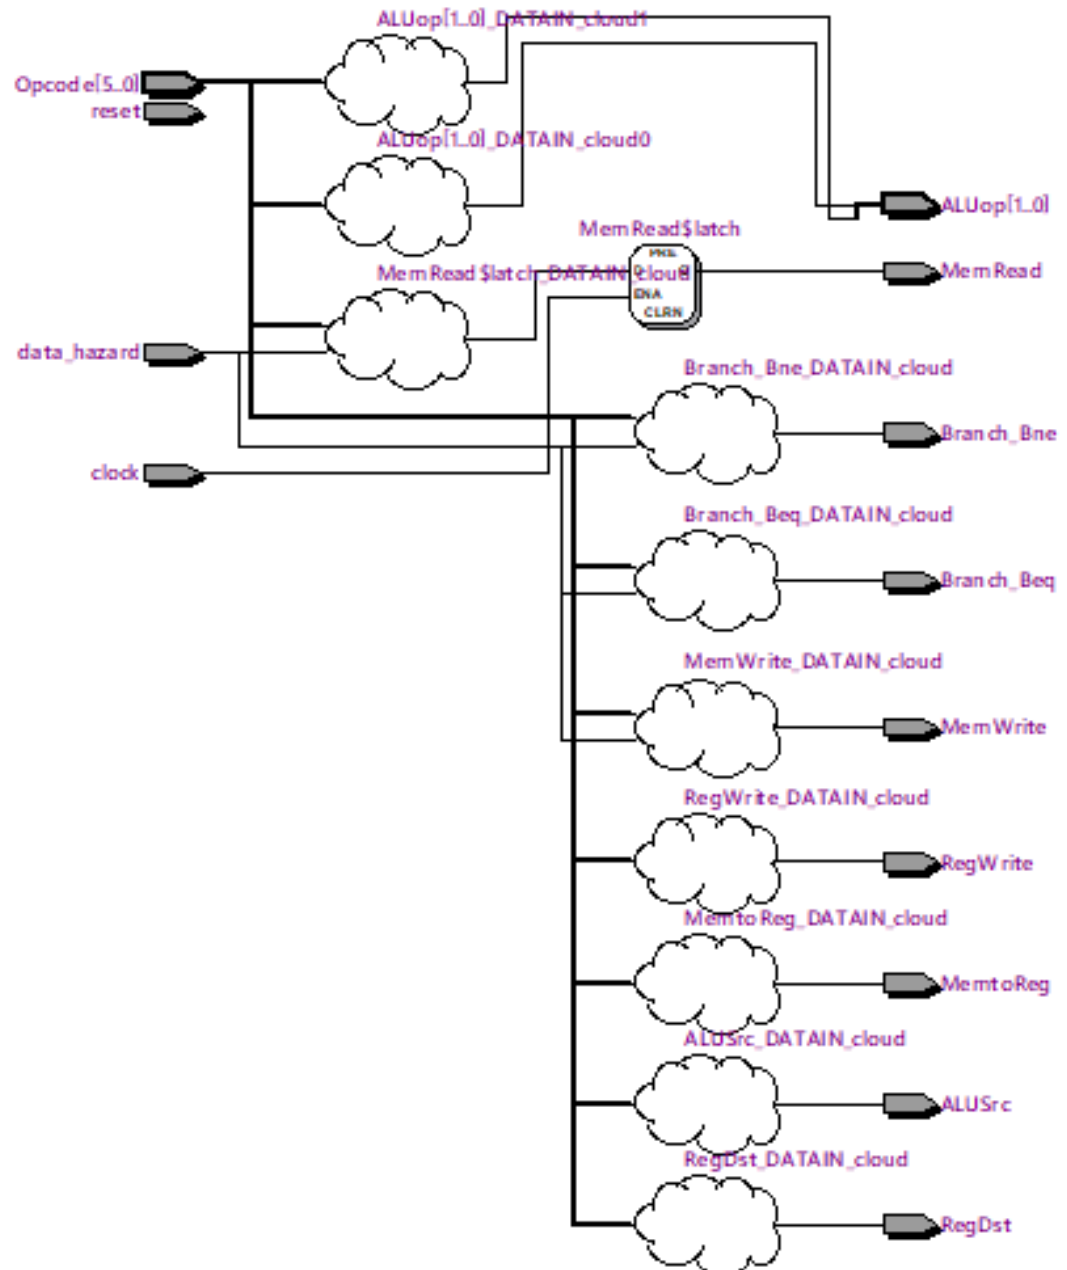 ALUop[1..0]_DATAIN_cloud1
Opcode[5..0]
reset
ALUop[1..0]_DATAIN_cloud0
ALUop[1..0]
MemRead$latch
PRE
D Q
ENA
CLRN
MemRead$latch_DATAIN_cloud
MemRead
data_hazard
Branch_Bne_DATAIN_cloud
Branch_Bne
clock
Branch_Beq_DATAIN_cloud
Branch_Beq
MemWrite_DATAIN_cloud
MemWrite
RegWrite_DATAIN_cloud
RegWrite
MemtoReg_DATAIN_cloud
MemtoReg
ALUSrc_DATAIN_cloud
ALUSrc
RegDst_DATAIN_cloud
RegDst